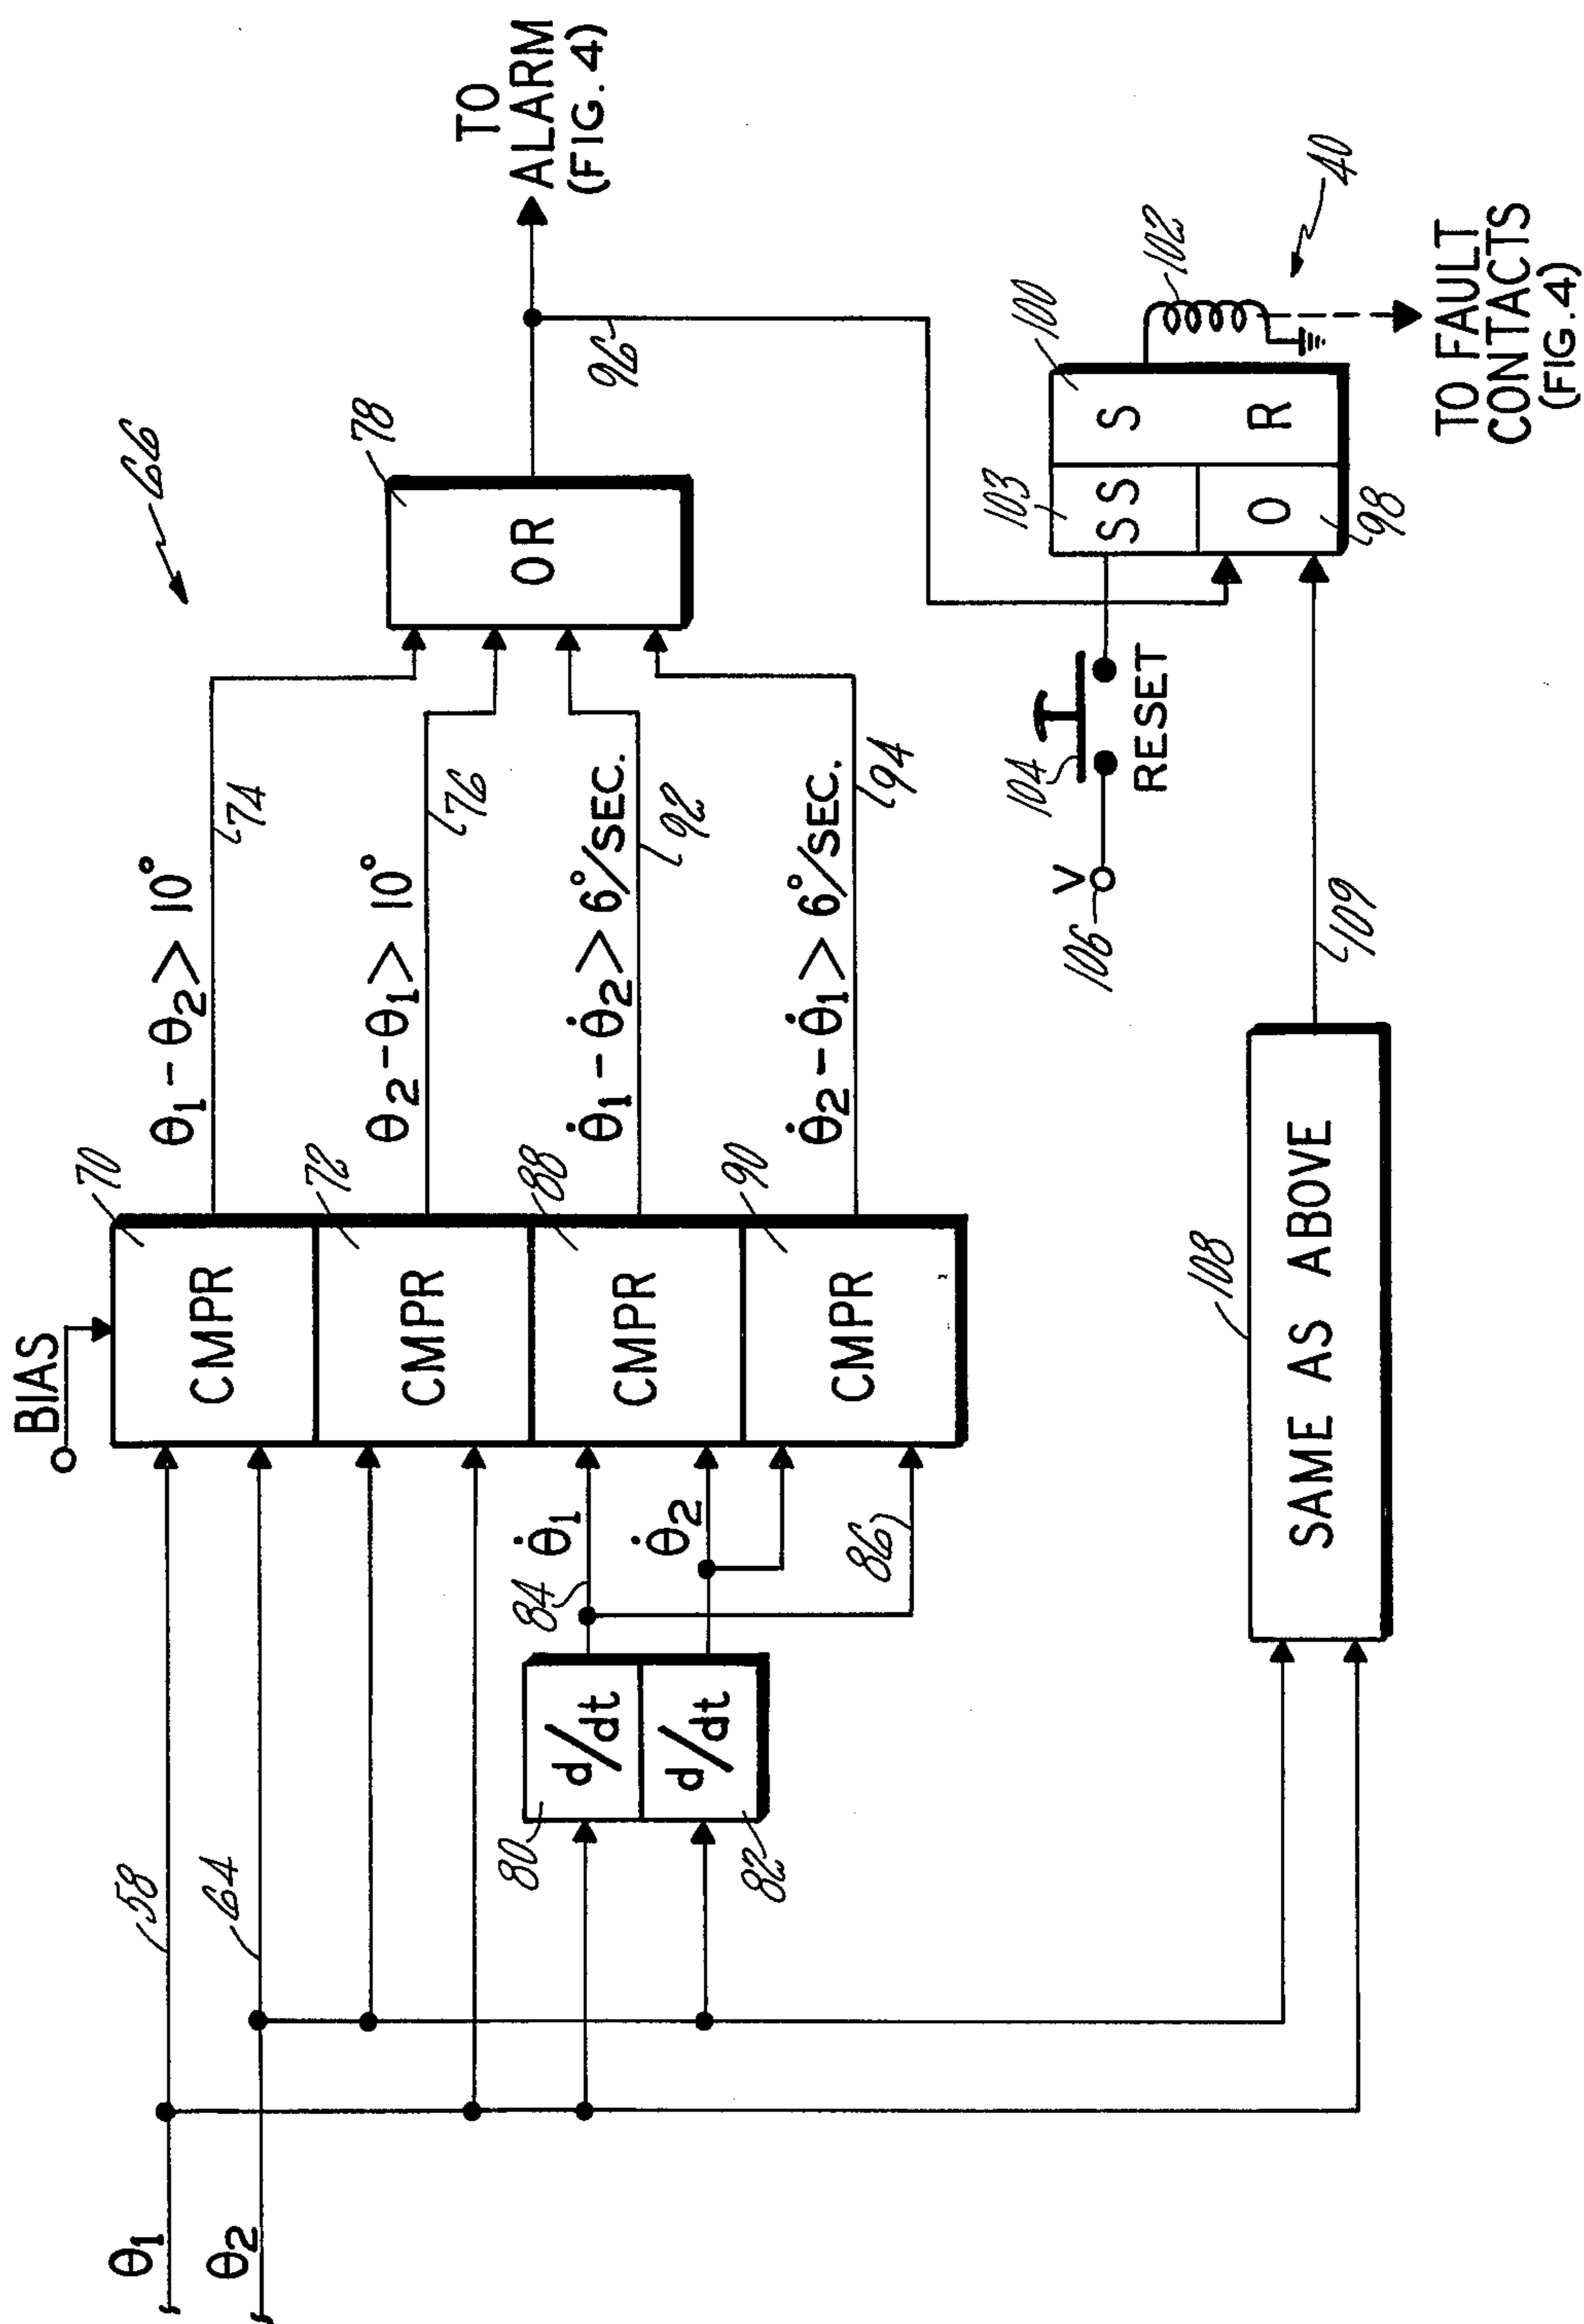 BIAS
θ1
θ2
58
64
80
d/dt
d/dt
82
84
θ̇1
θ̇2
86
70
CMPR
72
CMPR
88
CMPR
90
CMPR
θ1 - θ2 > 10°
74
θ2 - θ1 > 10°
76
θ̇1 - θ̇2 > 6°/SEC.
92
θ̇2 - θ̇1 > 6°/SEC.
94
66
78
OR
96
TO
ALARM
(FIG. 4)
108
SAME AS ABOVE
109
V
106
104
RESET
103
SS
S
100
O
R
98
102
40
TO FAULT
CONTACTS
(FIG. 4)